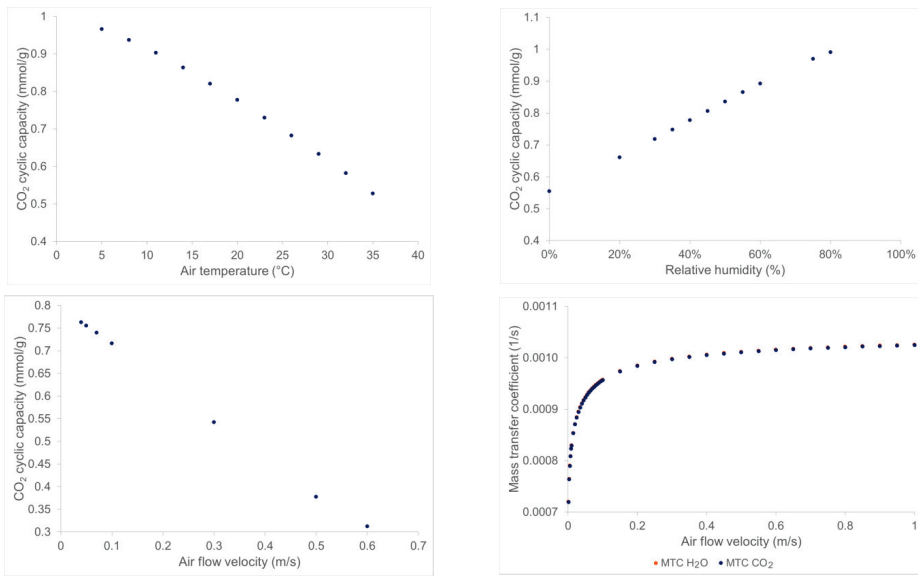 CO₂ cyclic capacity (mmol/g)
1
0.9
0.8
0.7
0.6
0.5
0.4
0 5 10 15 20 25 30 35 40
Air temperature (°C)
CO₂ cyclic capacity (mmol/g)
1.1
1
0.9
0.8
0.7
0.6
0.5
0.4
0% 20% 40% 60% 80% 100%
Relative humidity (%)
CO₂ cyclic capacity (mmol/g)
0.8
0.75
0.7
0.65
0.6
0.55
0.5
0.45
0.4
0.35
0.3
0 0.1 0.2 0.3 0.4 0.5 0.6 0.7
Air flow velocity (m/s)
Mass transfer coefficient (1/s)
0.0011
0.0010
0.0009
0.0008
0.0007
0 0.2 0.4 0.6 0.8 1
Air flow velocity (m/s)
MTC H₂O MTC CO₂